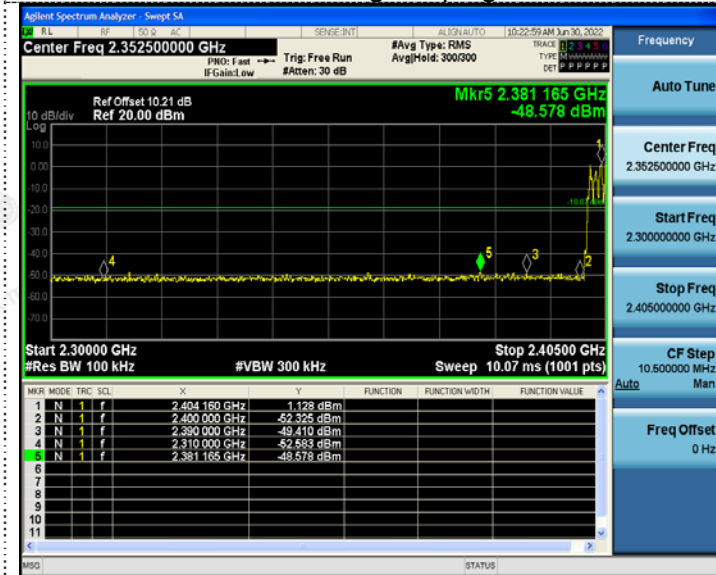 Agilent Spectrum Analyzer - Swept SA
RL RF 50 Ω AC SENSE:INT ALIGN AUTO 10:22:59 AM Jun 30, 2022
Center Freq 2.352500000 GHz
PNO: Fast
IFGain:Low
Trig: Free Run
#Atten: 30 dB
#Avg Type: RMS
Avg|Hold: 300/300
TRACE 1 2 3 4 5 6
TYPE M
DET P P P P P P
Ref Offset 10.21 dB
10 dB/div Ref 20.00 dBm
Log
Mkr5 2.381 165 GHz
-48.578 dBm
10.0
0.00
-10.0
-20.0
-30.0
-40.0
-50.0
-60.0
-70.0
1
4
5
3
2
Start 2.30000 GHz Stop 2.40500 GHz
#Res BW 100 kHz #VBW 300 kHz Sweep 10.07 ms (1001 pts)
MKR MODE TRC SCL X Y FUNCTION FUNCTION WIDTH FUNCTION VALUE
1 N 1 f 2.404 160 GHz 1.128 dBm
2 N 1 f 2.400 000 GHz -52.325 dBm
3 N 1 f 2.390 000 GHz -49.410 dBm
4 N 1 f 2.310 000 GHz -52.583 dBm
5 N 1 f 2.381 165 GHz -48.578 dBm
6
7
8
9
10
11
MSG STATUS
Frequency
Auto Tune
Center Freq
2.352500000 GHz
Start Freq
2.300000000 GHz
Stop Freq
2.405000000 GHz
CF Step
10.500000 MHz
Auto Man
Freq Offset
0 Hz